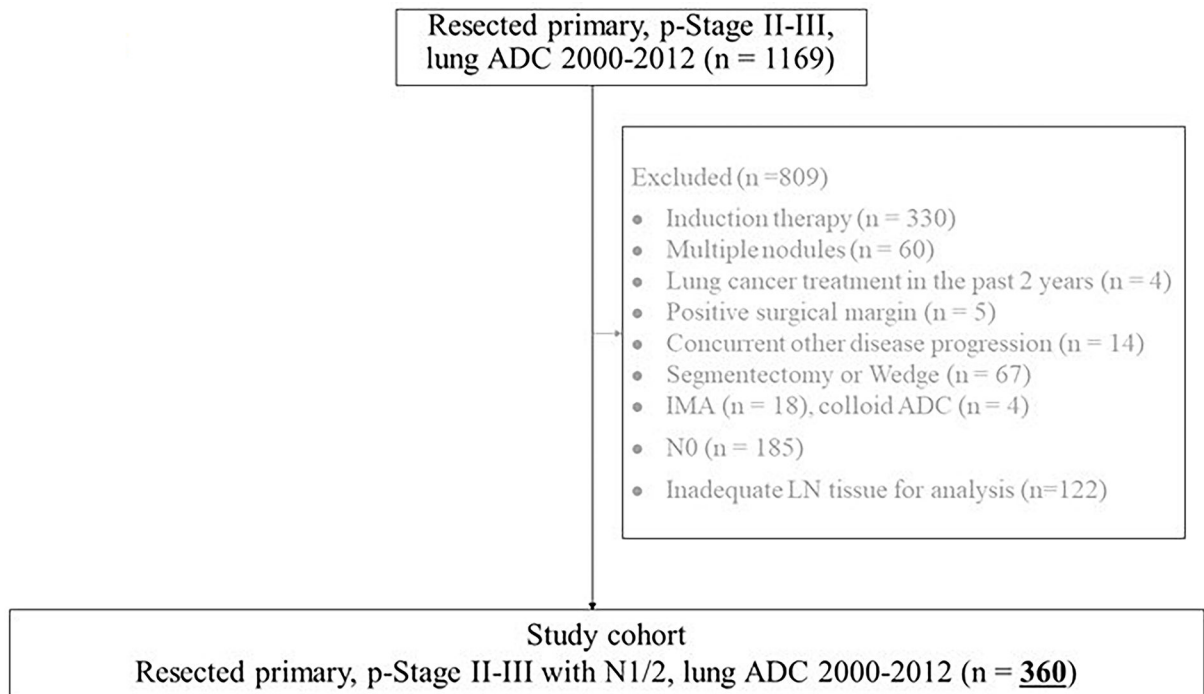 Resected primary, p-Stage II-III,
lung ADC 2000-2012 (n = 1169)
Excluded (n =809)
• Induction therapy (n = 330)
• Multiple nodules (n = 60)
• Lung cancer treatment in the past 2 years (n = 4)
• Positive surgical margin (n = 5)
• Concurrent other disease progression (n = 14)
• Segmentectomy or Wedge (n = 67)
• IMA (n = 18), colloid ADC (n = 4)
• N0 (n = 185)
• Inadequate LN tissue for analysis (n=122)
Study cohort
Resected primary, p-Stage II-III with N1/2, lung ADC 2000-2012 (n = 360)